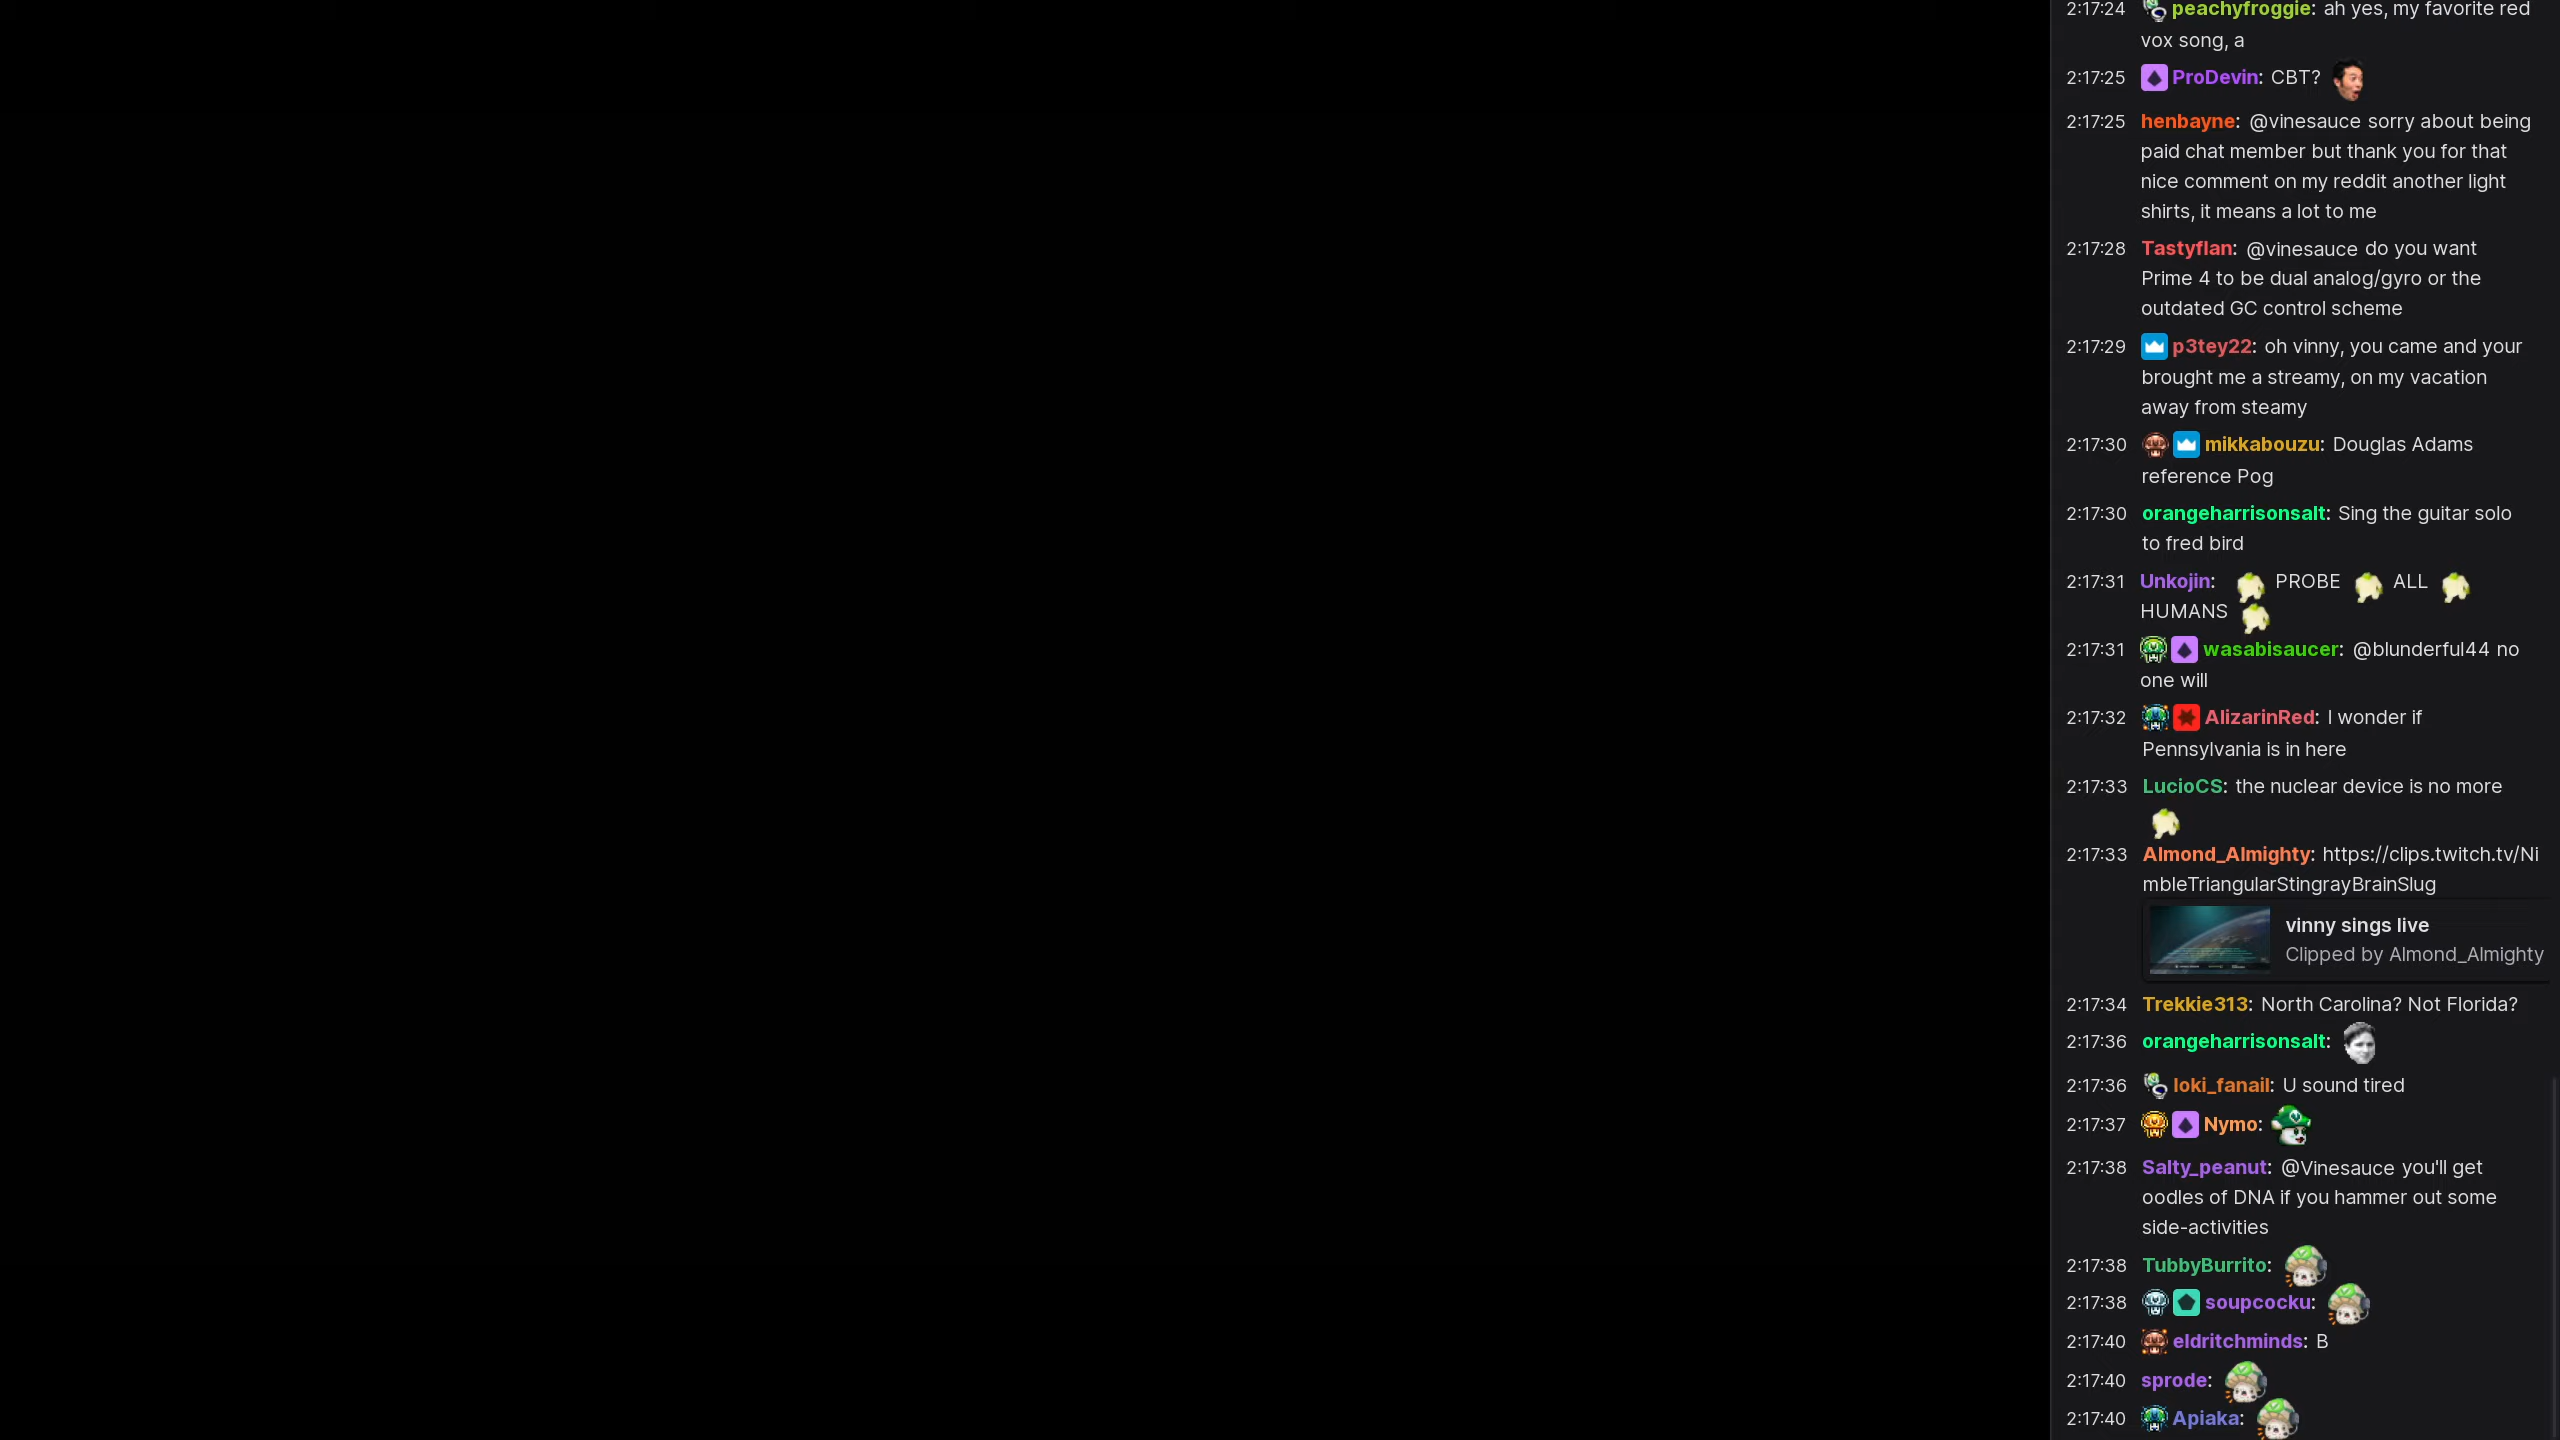 2:17:24 peachyfroggie: ah yes, my favorite red
vox song, a
2:17:25 ProDevin: CBT?
2:17:25 henbayne: @vinesauce sorry about being
paid chat member but thank you for that
nice comment on my reddit another light
shirts, it means a lot to me
2:17:28 Tastyflan: @vinesauce do you want
Prime 4 to be dual analog/gyro or the
outdated GC control scheme
2:17:29 p3tey22: oh vinny, you came and your
brought me a streamy, on my vacation
away from steamy
2:17:30 mikkabouzu: Douglas Adams
reference Pog
2:17:30 orangeharrisonsalt: Sing the guitar solo
to fred bird
2:17:31 Unkojin: PROBE ALL
HUMANS
2:17:31 wasabisaucer: @blunderful44 no
one will
2:17:32 AlizarinRed: I wonder if
Pennsylvania is in here
2:17:33 LucioCS: the nuclear device is no more
2:17:33 Almond_Almighty: https://clips.twitch.tv/Ni
mbleTriangularStingrayBrainSlug
vinny sings live
Clipped by Almond_Almighty
2:17:34 Trekkie313: North Carolina? Not Florida?
2:17:36 orangeharrisonsalt:
2:17:36 loki_fanail: U sound tired
2:17:37 Nymo:
2:17:38 Salty_peanut: @Vinesauce you'll get
oodles of DNA if you hammer out some
side-activities
2:17:38 TubbyBurrito:
2:17:38 soupcocku:
2:17:40 eldritchminds: B
2:17:40 sprode:
2:17:40 Apiaka: